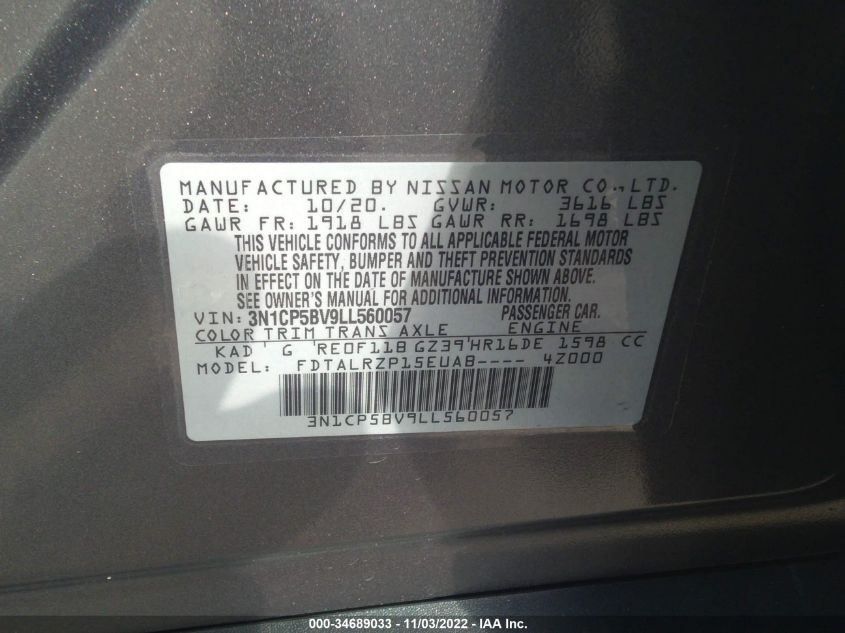 MANUFACTURED BY NISSAN MOTOR CO.,LTD.
DATE: 10/20. GVWR: 3616 LBS
GAWR FR: 1918 LBS GAWR RR: 1698 LBS
THIS VEHICLE CONFORMS TO ALL APPLICABLE FEDERAL MOTOR
VEHICLE SAFETY, BUMPER AND THEFT PREVENTION STANDARDS
IN EFFECT ON THE DATE OF MANUFACTURE SHOWN ABOVE.
SEE OWNER'S MANUAL FOR ADDITIONAL INFORMATION.
VIN: 3N1CP5BV9LL560057 PASSENGER CAR.
COLOR TRIM TRANS AXLE ENGINE
KAD ' G 'RE0F11B GZ39'HR16DE 1598 CC
MODEL: FDTALRZP15EUAB---- 4Z000
3N1CP5BV9LL560057
000-34689033 - 11/03/2022 - IAAI.com